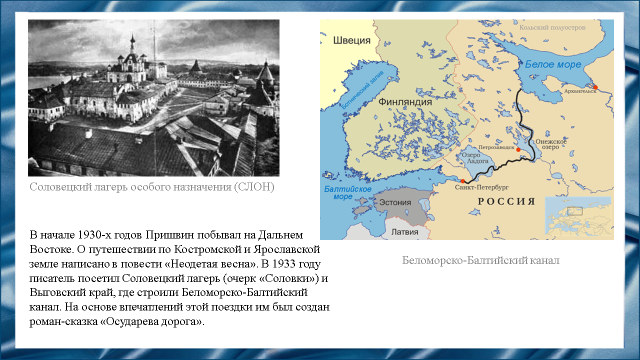 Соловецкий лагерь особого назначения (СЛОН)
В начале 1930-х годов Пришвин побывал на Дальнем
Востоке. О путешествии по Костромской и Ярославской
земле написано в повести «Неодетая весна». В 1933 году
писатель посетил Соловецкий лагерь (очерк «Соловки») и
Выговский край, где строили Беломорско-Балтийский
канал. На основе впечатлений этой поездки им был создан
роман-сказка «Осударева дорога».
Кольский полуостров
Швеция
Белое море
Архангельск
Ботнический залив
Финляндия
Онежское
озеро
Петрозаводск
Озеро
Ладога
Санкт-Петербург
Балтийское
море
Эстония
РОССИЯ
Латвия
Беломорско-Балтийский канал